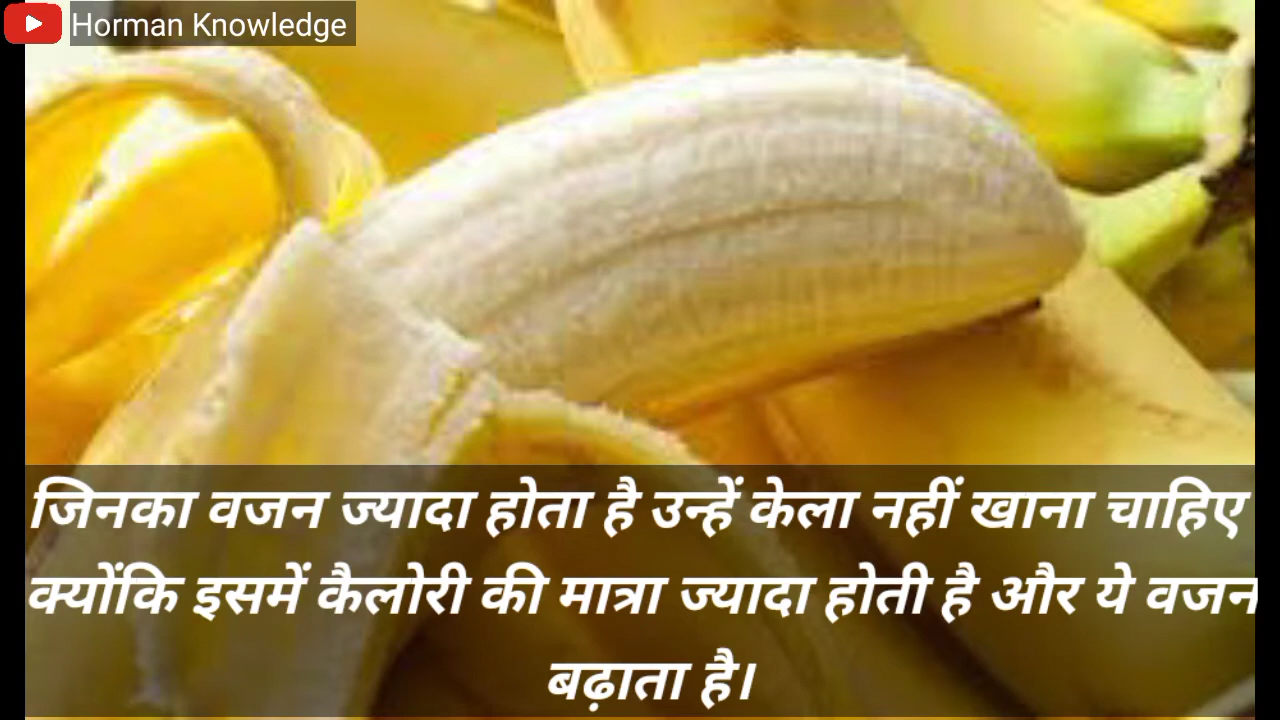 Horman Knowledge
जिनका वजन ज्यादा होता है उन्हें केला नहीं खाना चाहिए
क्योंकि इसमें कैलोरी की मात्रा ज्यादा होती है और ये वजन
बढ़ाता है।